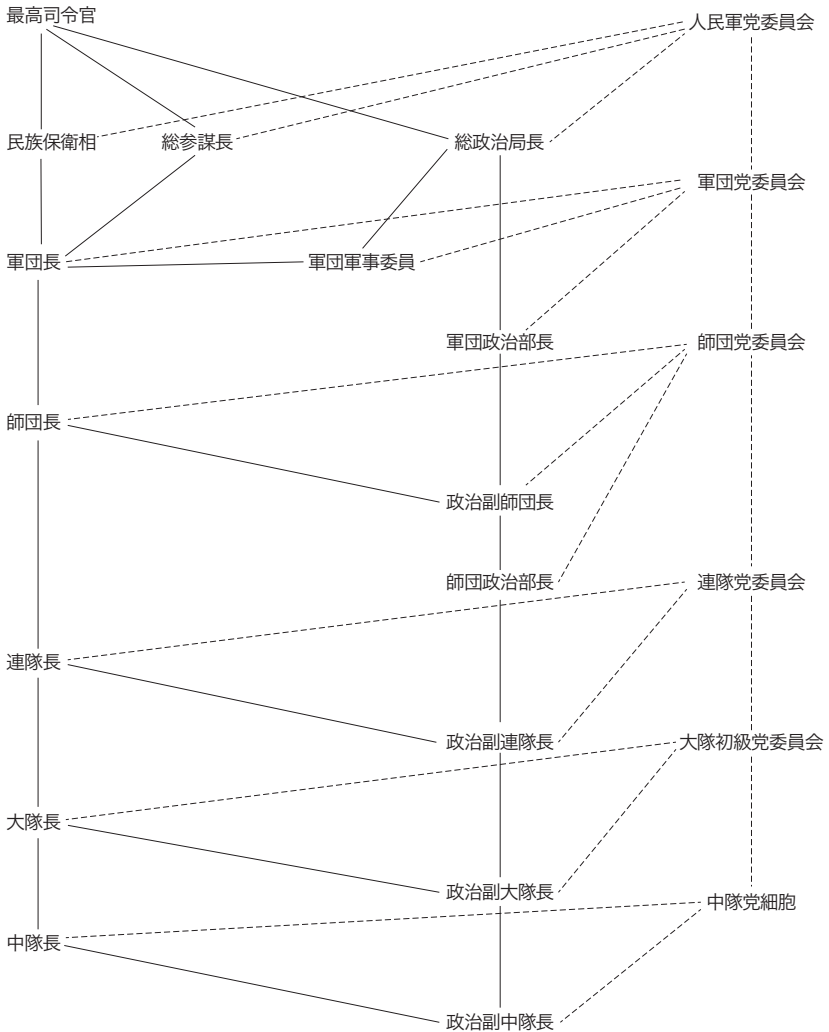 最高司令官
人民軍党委員会
民族保衛相
総参謀長
総政治局長
軍団党委員会
軍団長
軍団軍事委員
軍団政治部長
師団党委員会
師団長
政治副師団長
師団政治部長
連隊党委員会
連隊長
政治副連隊長
大隊初級党委員会
大隊長
政治副大隊長
中隊党細胞
中隊長
政治副中隊長